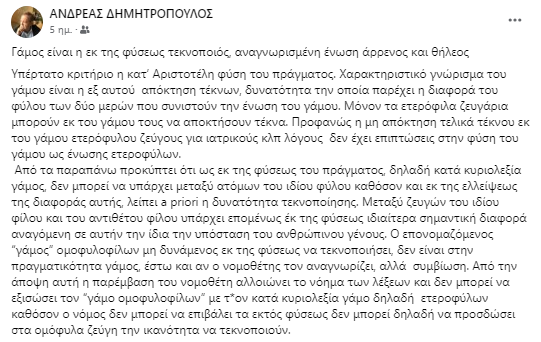 ΑΝΔΡΕΑΣ ΔΗΜΗΤΡΟΠΟΥΛΟΣ
5 ημ. ·
Γάμος είναι η εκ της φύσεως τεκνοποιός, αναγνωρισμένη ένωση άρρενος και θήλεος
Υπέρτατο κριτήριο η κατ’ Αριστοτέλη φύση του πράγματος. Χαρακτηριστικό γνώρισμα του
γάμου είναι η εξ αυτού απόκτηση τέκνων, δυνατότητα την οποία παρέχει η διαφορά του
φύλου των δύο μερών που συνιστούν την ένωση του γάμου. Μόνον τα ετερόφιλα ζευγάρια
μπορούν εκ του γάμου τους να αποκτήσουν τέκνα. Προφανώς η μη απόκτηση τελικά τέκνου εκ
του γάμου ετερόφυλου ζεύγους για ιατρικούς κλπ λόγους δεν έχει επιπτώσεις στην φύση του
γάμου ως ένωσης ετεροφύλων.
Από τα παραπάνω προκύπτει ότι ως εκ της φύσεως του πράγματος, δηλαδή κατά κυριολεξία
γάμος, δεν μπορεί να υπάρχει μεταξύ ατόμων του ιδίου φύλου καθόσον και εκ της ελλείψεως
της διαφοράς αυτής, λείπει a priori η δυνατότητα τεκνοποίησης. Μεταξύ ζευγών του ιδίου
φίλου και του αντιθέτου φίλου υπάρχει επομένως έκ της φύσεως ιδιαίτερα σημαντική διαφορά
αναγόμενη σε αυτήν την ίδια την υπόσταση του ανθρώπινου γένους. Ο επονομαζόμενος
“γάμος” ομοφυλοφίλων μη δυνάμενος εκ της φύσεως να τεκνοποιήσει, δεν είναι στην
πραγματικότητα γάμος, έστω και αν ο νομοθέτης τον αναγνωρίζει, αλλά συμβίωση. Από την
άποψη αυτή η παρέμβαση του νομοθέτη αλλοιώνει το νόημα των λέξεων και δεν μπορεί να
εξισώσει τον “γάμο ομοφυλοφίλων” με τ*ον κατά κυριολεξία γάμο δηλαδή ετεροφύλων
καθόσον ο νόμος δεν μπορεί να επιβάλει τα εκτός φύσεως δεν μπορεί δηλαδή να προσδώσει
στα ομόφυλα ζεύγη την ικανότητα να τεκνοποιούν.